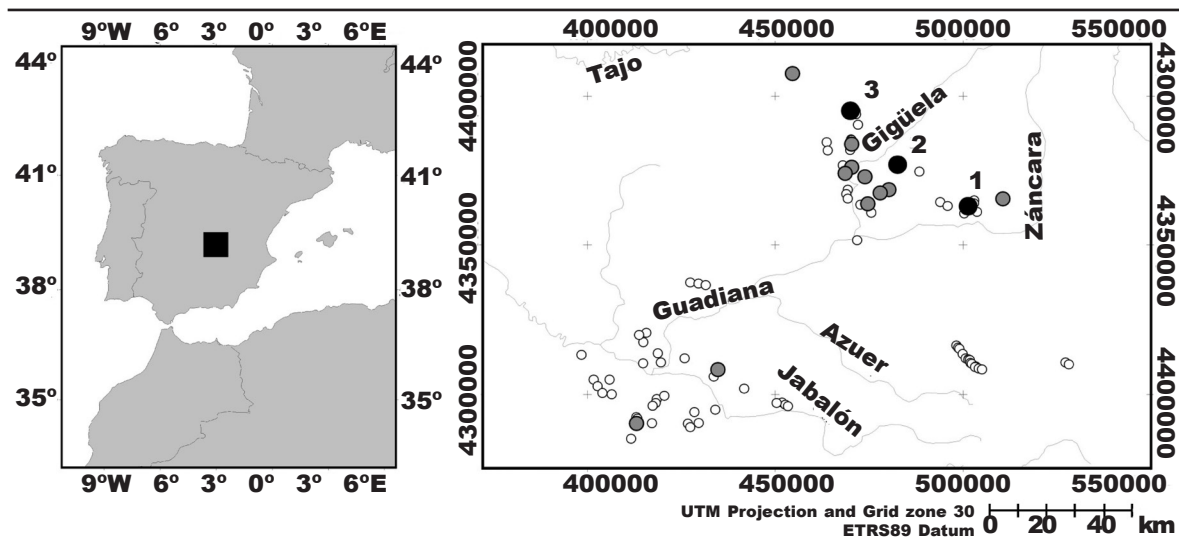 9ºW 6º 3º 0º 3º 6ºE
44º
41º
38º
35º
44º
41º
38º
35º
9ºW 6º 3º 0º 3º 6ºE
400000 450000 500000 550000
4400000
4350000
4300000
Tajo
3
Gigüela
2
1
Záncara
Guadiana
Azuer
Jabalón
4300000
4350000
4400000
400000 450000 500000 550000
UTM Projection and Grid zone 30
ETRS89 Datum
0 20 40 km